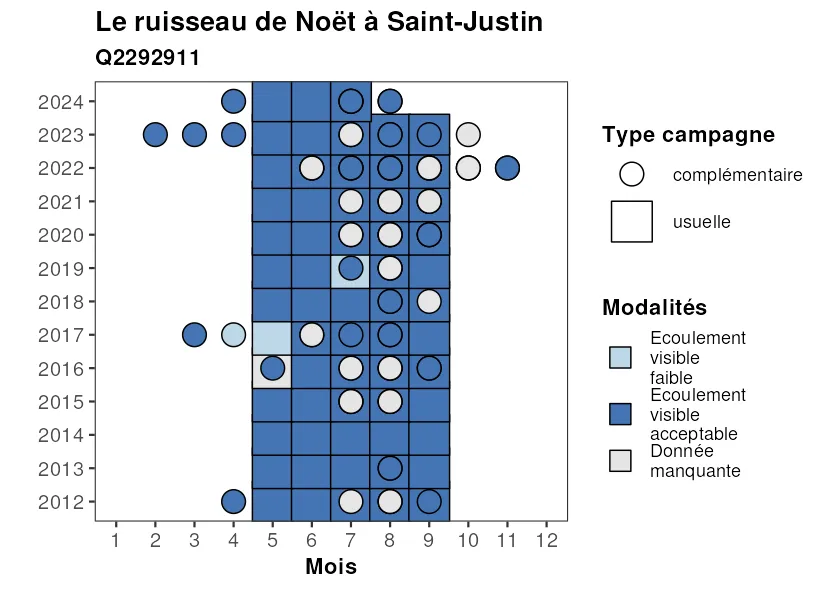 Le ruisseau de Noët à Saint-Justin
Q2292911
2024
2023
2022
2021
2020
2019
2018
2017
2016
2015
2014
2013
2012
1 2 3 4 5 6 7 8 9 10 11 12
Mois
Type campagne
complémentaire
usuelle
Modalités
Ecoulement
visible
faible
Ecoulement
visible
acceptable
Donnée
manquante